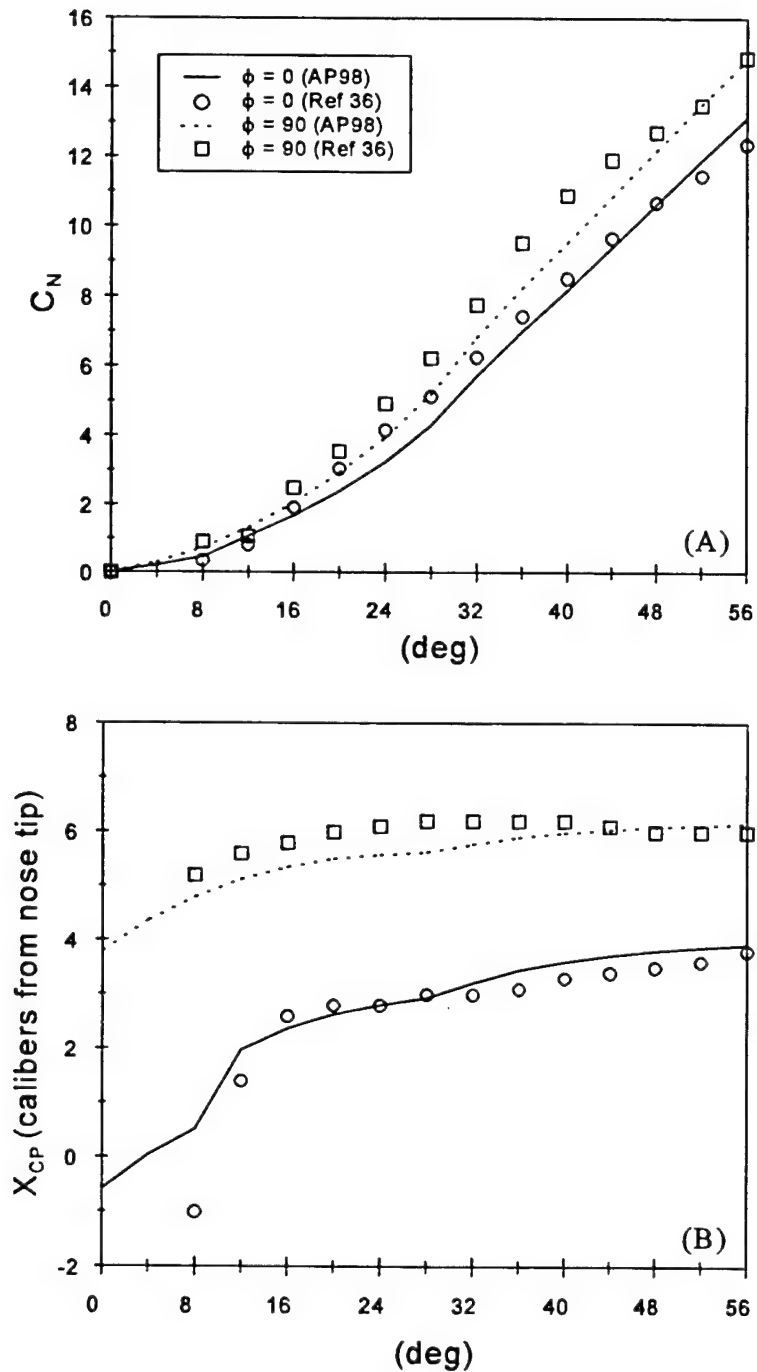 16
14
12
10
8
6
4
2
0
C_N
ϕ = 0 (AP98)
ϕ = 0 (Ref 36)
ϕ = 90 (AP98)
ϕ = 90 (Ref 36)
(A)
0 8 16 24 32 40 48 56
(deg)
8
6
4
2
0
-2
X_CP (calibers from nose tip)
(B)
0 8 16 24 32 40 48 56
(deg)